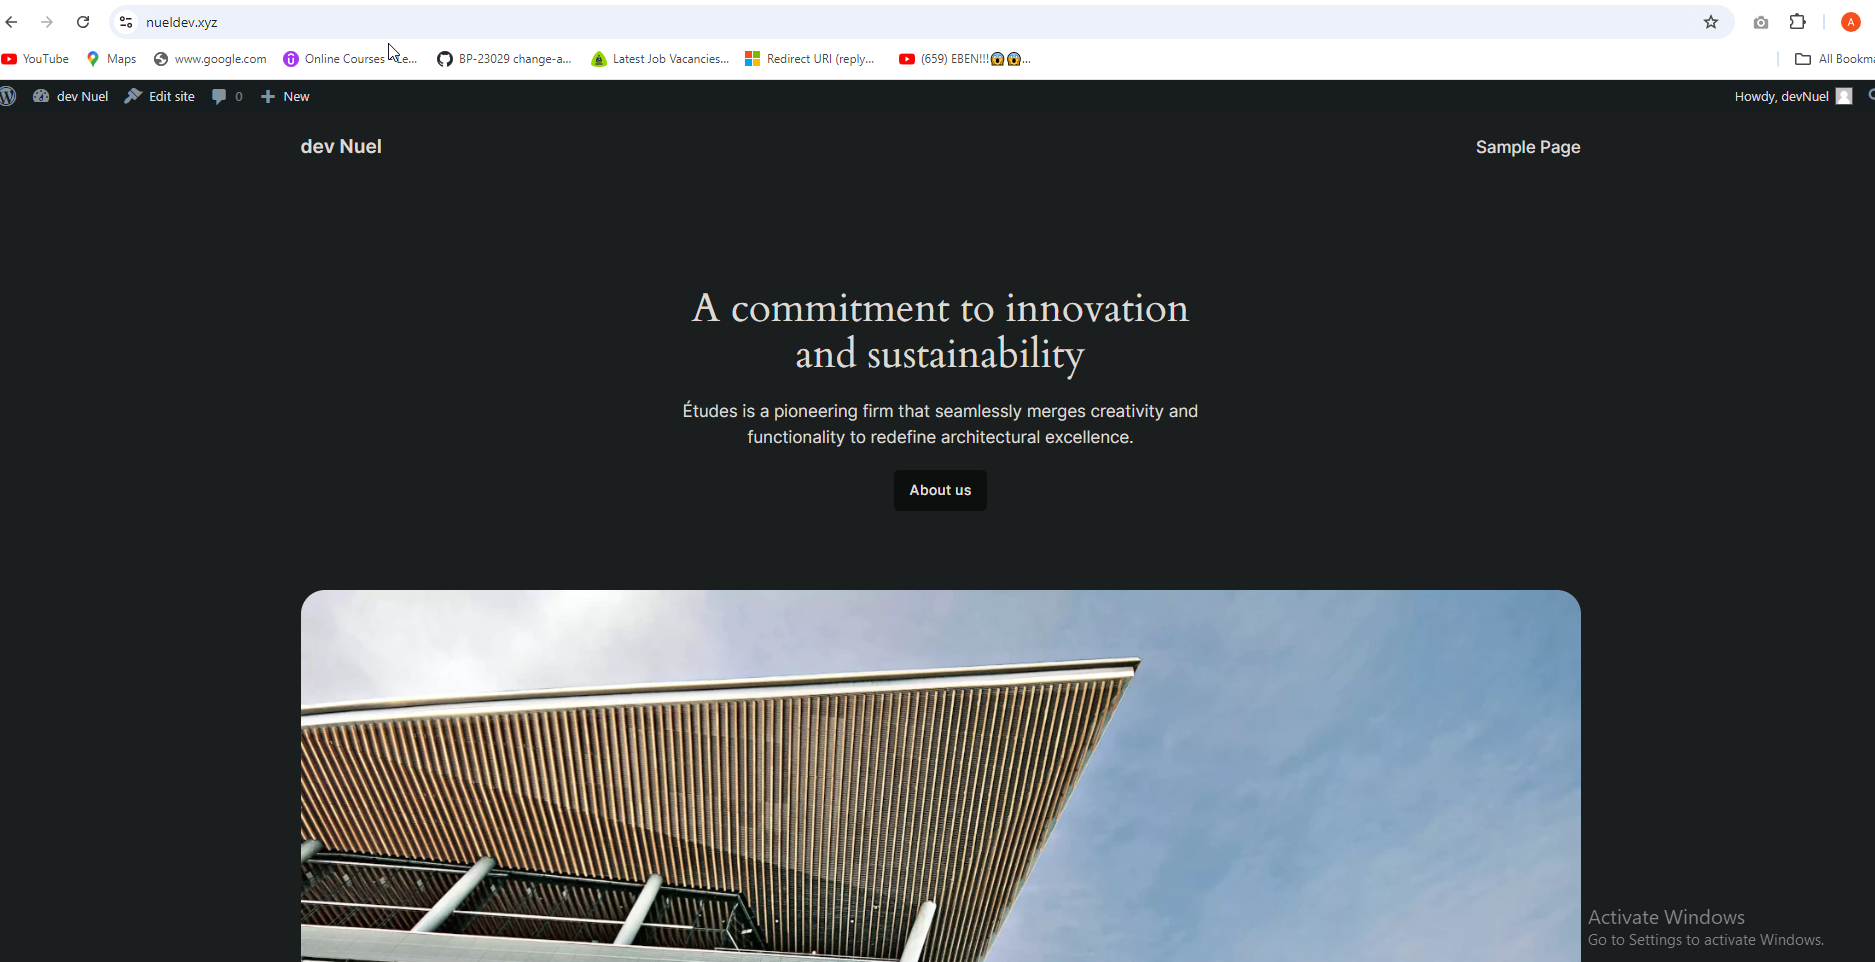 nueldev.xyz
A
YouTube
Maps
www.google.com
Online Courses
BP-23029 change-a...
Latest Job Vacancies...
Redirect URI (reply...
(659) EBEN!!!😱😱...
All Bookma
dev Nuel
Edit site
0
New
Howdy, devNuel
dev Nuel
Sample Page
A commitment to innovation
and sustainability
Études is a pioneering firm that seamlessly merges creativity and
functionality to redefine architectural excellence.
About us
Activate Windows
Go to Settings to activate Windows.